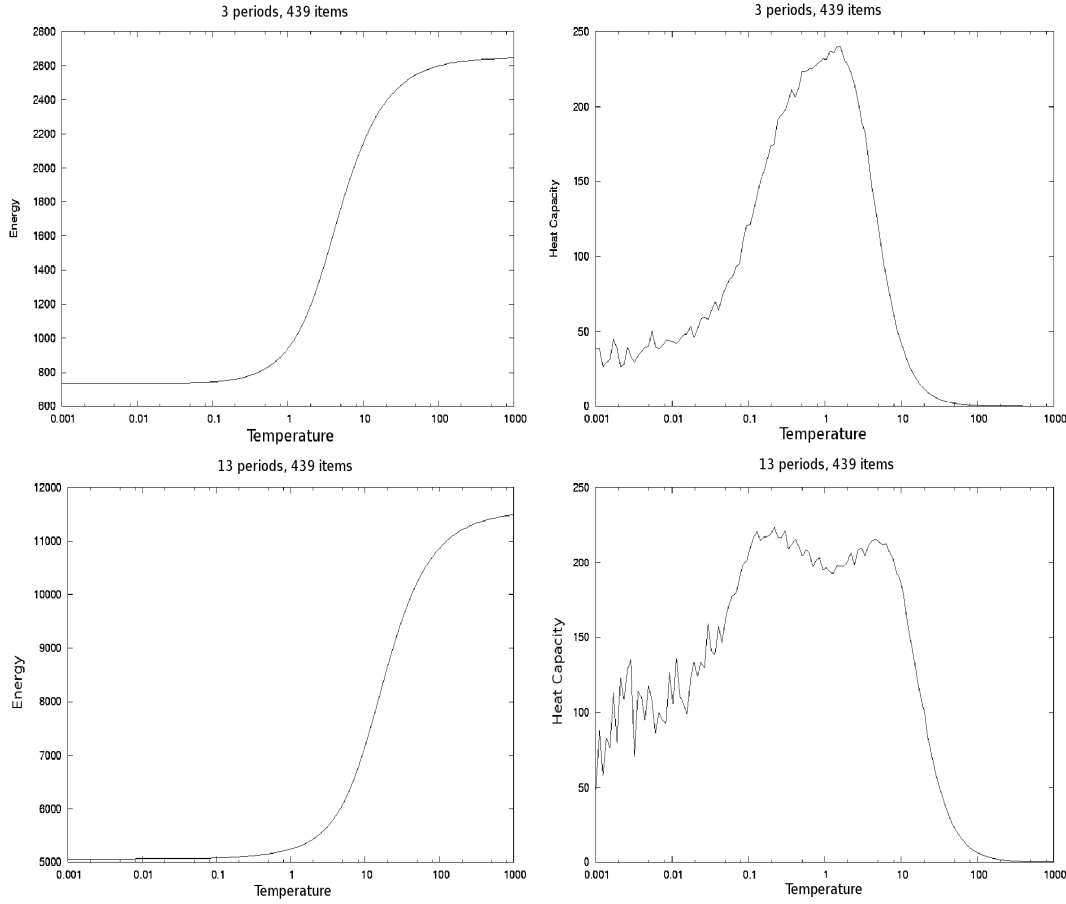 3 periods, 439 items
2800
2600
2400
2200
2000
1800
1600
1400
1200
1000
800
600
Energy
0.001 0.01 0.1 1 10 100 1000
Temperature
3 periods, 439 items
250
200
150
100
50
0
Heat Capacity
0.001 0.01 0.1 1 10 100 1000
Temperature
13 periods, 439 items
12000
11000
10000
9000
8000
7000
6000
5000
Energy
0.001 0.01 0.1 1 10 100 1000
Temperature
13 periods, 439 items
250
200
150
100
50
0
Heat Capacity
0.001 0.01 0.1 1 10 100 1000
Temperature